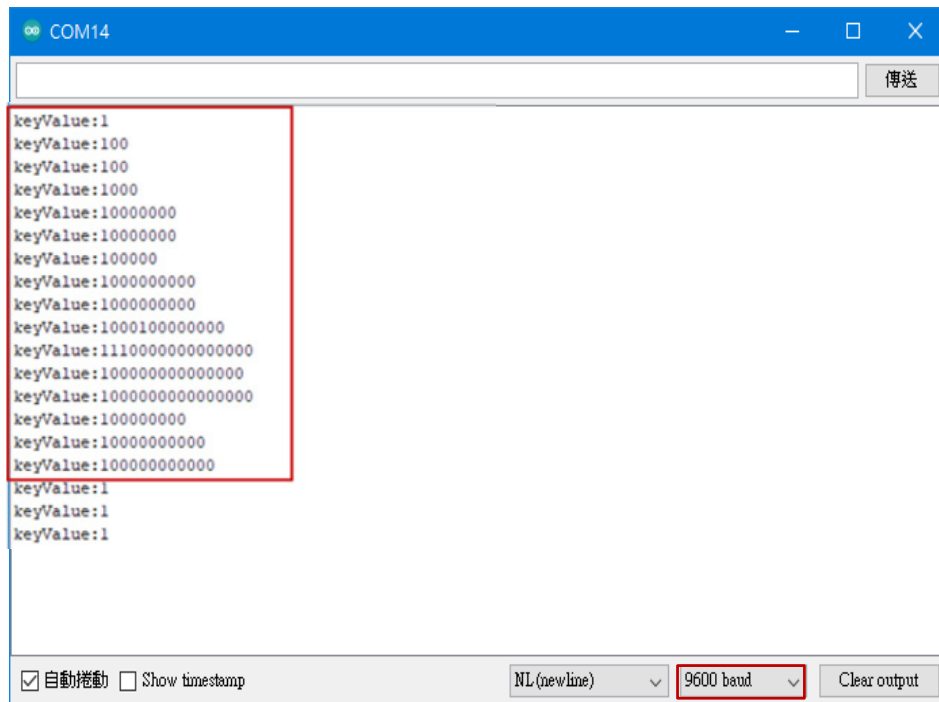 COM14
傳送
keyValue:1
keyValue:100
keyValue:100
keyValue:1000
keyValue:10000000
keyValue:10000000
keyValue:100000
keyValue:1000000000
keyValue:1000000000
keyValue:1000100000000
keyValue:1110000000000000
keyValue:100000000000000
keyValue:1000000000000000
keyValue:100000000
keyValue:10000000000
keyValue:100000000000
keyValue:1
keyValue:1
keyValue:1
自動捲動 Show timestamp NL(newline) 9600 baud Clear output